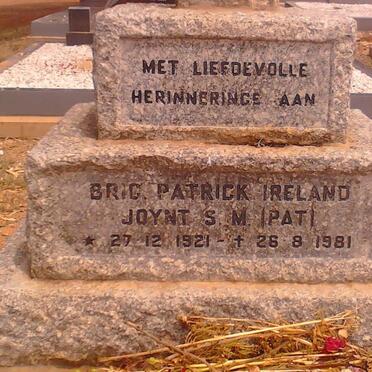 MET LIEFDEVOLLE
HERINNERINGE AAN
BRIG. PATRICK IRELAND
JOYNT S.M. (PAT)
★ 27·12·1921 - ✝ 26·8·1981